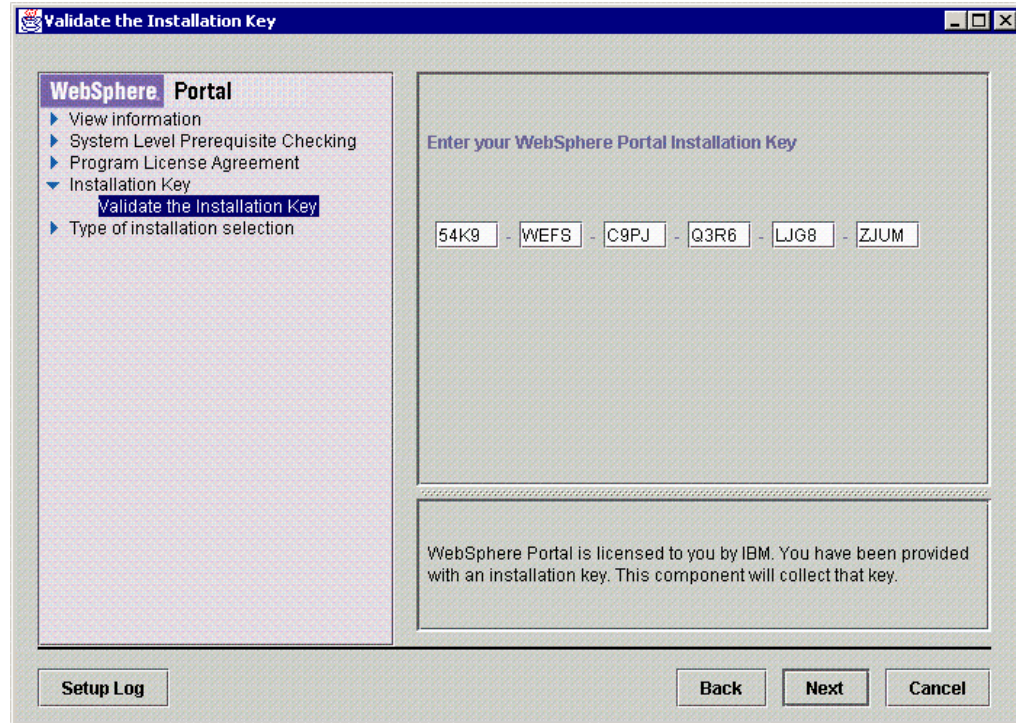 Validate the Installation Key
WebSphere Portal
View information
System Level Prerequisite Checking
Program License Agreement
Installation Key
Validate the Installation Key
Type of installation selection
Enter your WebSphere Portal Installation Key
54K9 - WEFS - C9PJ - Q3R6 - LJG8 - ZJUM
WebSphere Portal is licensed to you by IBM. You have been provided
with an installation key. This component will collect that key.
Setup Log
Back
Next
Cancel